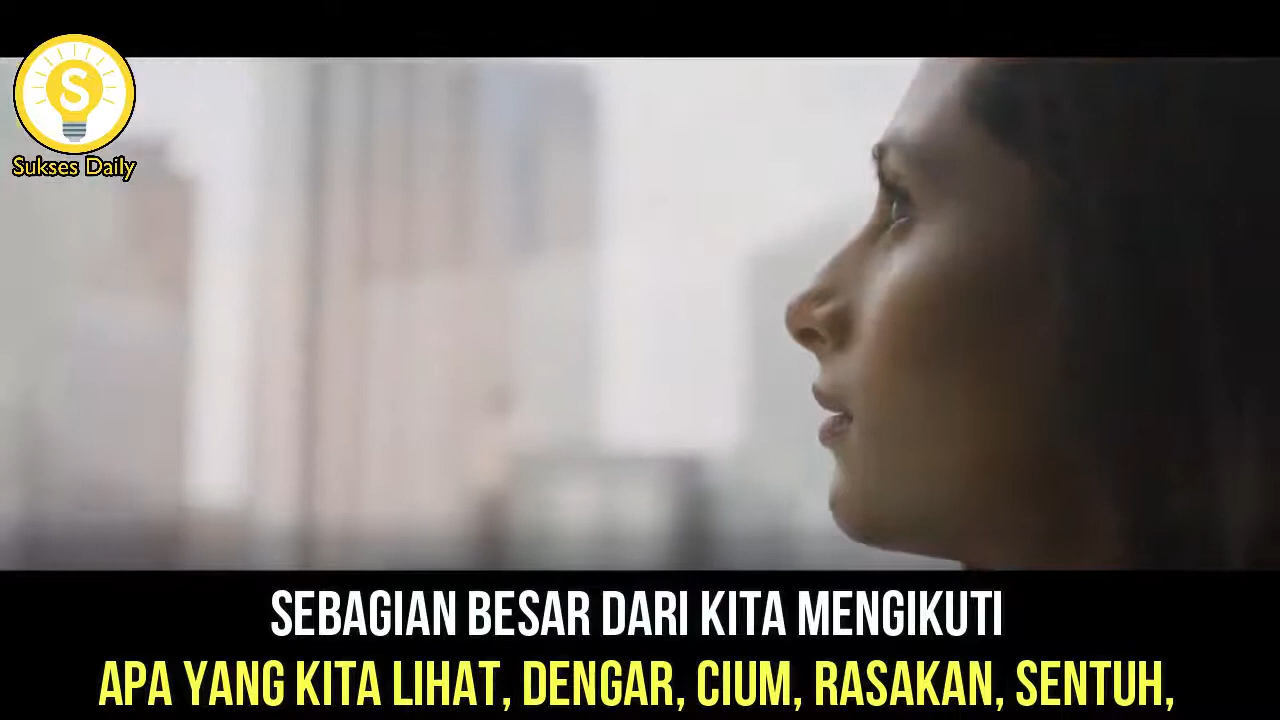 S
Sukses Daily
SEBAGIAN BESAR DARI KITA MENGIKUTI
APA YANG KITA LIHAT, DENGAR, CIUM, RASAKAN, SENTUH,